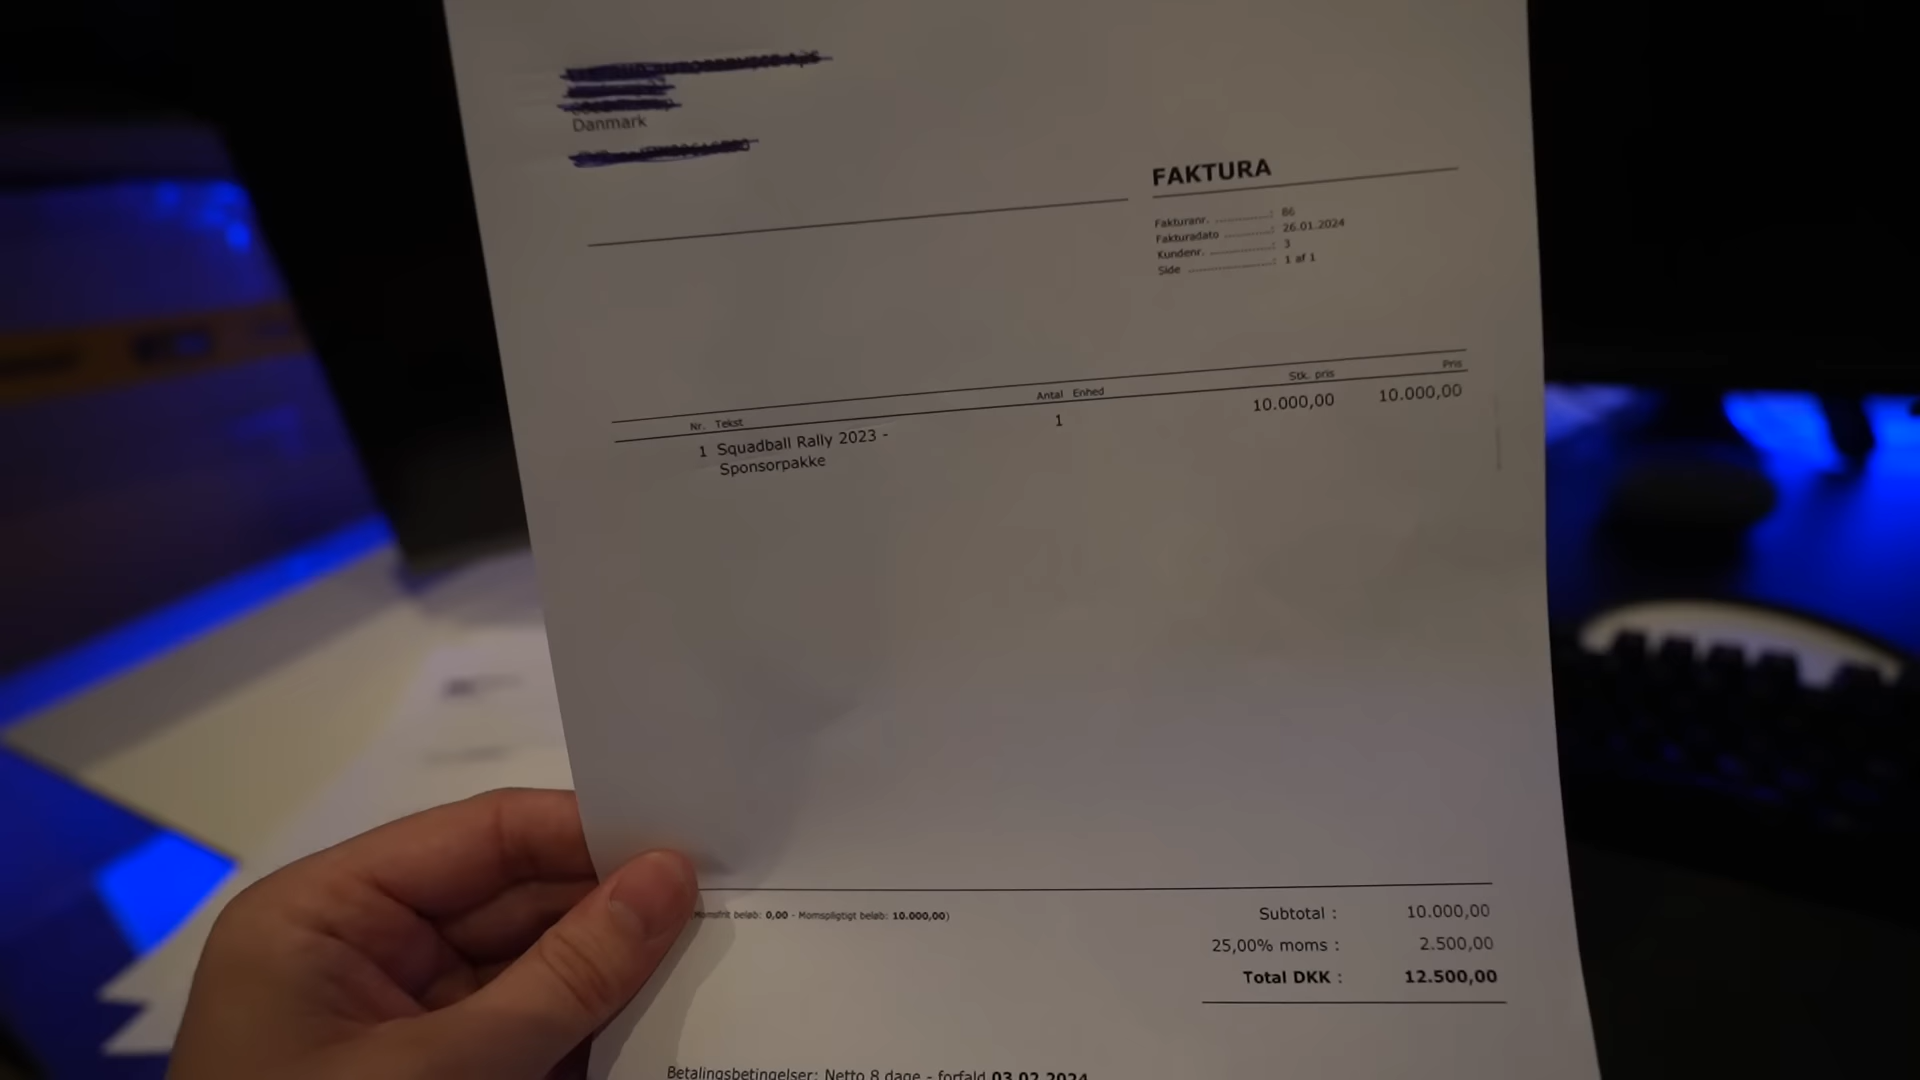 ApS
Danmark
FAKTURA
Fakturanr. ..............: 86
Fakturadato ............: 26.01.2024
Kundenr. ................: 3
Side ......................: 1 af 1
Nr. Tekst Antal Enhed Stk. pris Pris
1 Squadball Rally 2023 - 1 10.000,00 10.000,00
Sponsorpakke
(Momsfrit beløb: 0,00 - Momspligtigt beløb: 10.000,00)
Subtotal : 10.000,00
25,00% moms : 2.500,00
Total DKK : 12.500,00
Betalingsbetingelser: Netto 8 dage - forfald 03.02.2024